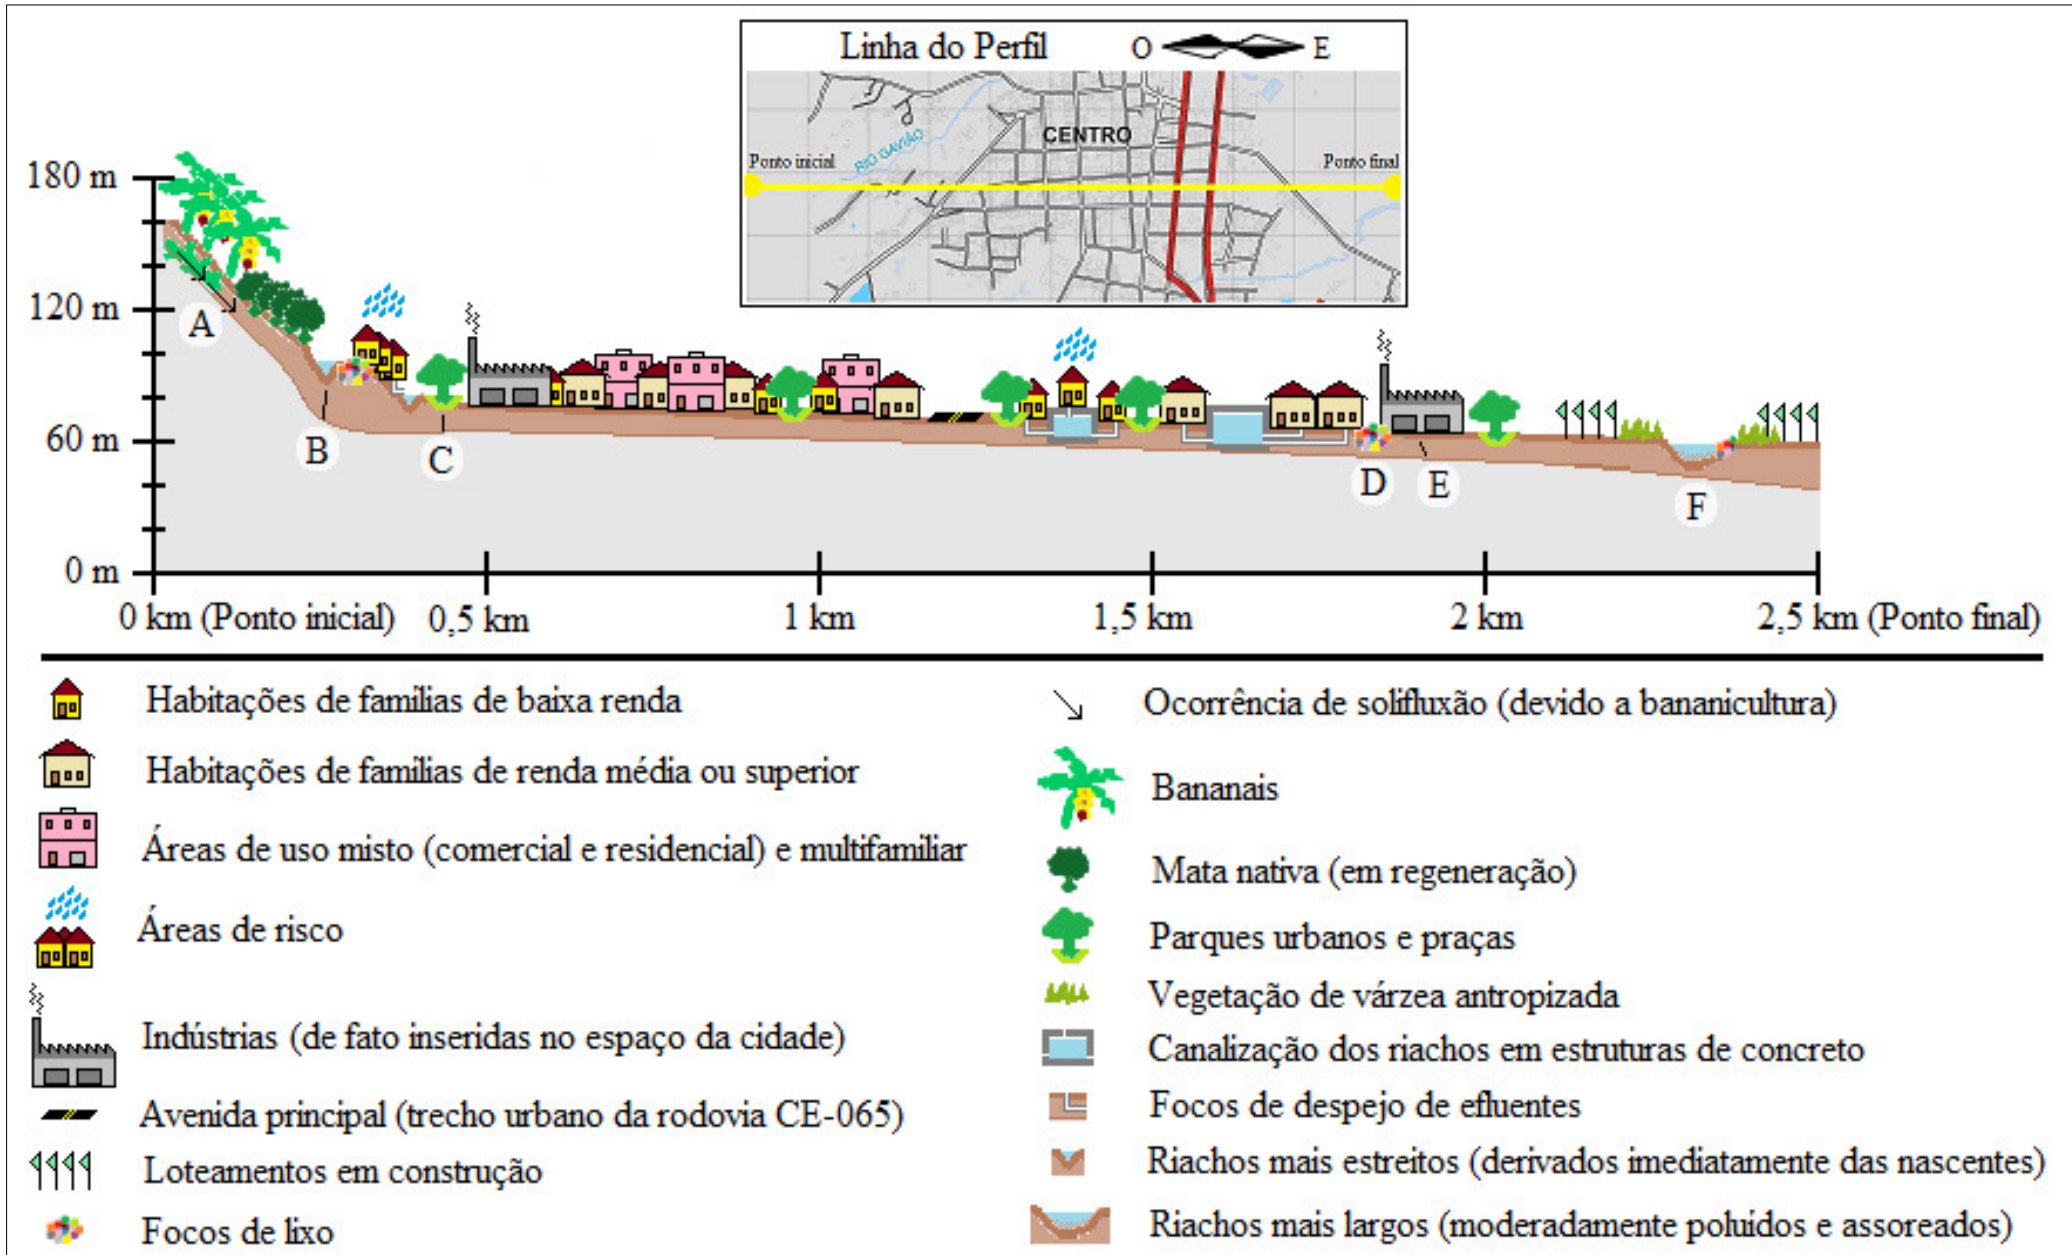 Linha do Perfil
O E
CENTRO
RIO GAVIÃO
Ponto inicial
Ponto final
180 m
120 m
60 m
0 m
A
B
C
D
E
F
0 km (Ponto inicial)
0,5 km
1 km
1,5 km
2 km
2,5 km (Ponto final)
Habitações de famílias de baixa renda
Habitações de famílias de renda média ou superior
Áreas de uso misto (comercial e residencial) e multifamiliar
Áreas de risco
Indústrias (de fato inseridas no espaço da cidade)
Avenida principal (trecho urbano da rodovia CE-065)
Loteamentos em construção
Focos de lixo
Ocorrência de solifluxão (devido a bananicultura)
Bananais
Mata nativa (em regeneração)
Parques urbanos e praças
Vegetação de várzea antropizada
Canalização dos riachos em estruturas de concreto
Focos de despejo de efluentes
Riachos mais estreitos (derivados imediatamente das nascentes)
Riachos mais largos (moderadamente poluídos e assoreados)